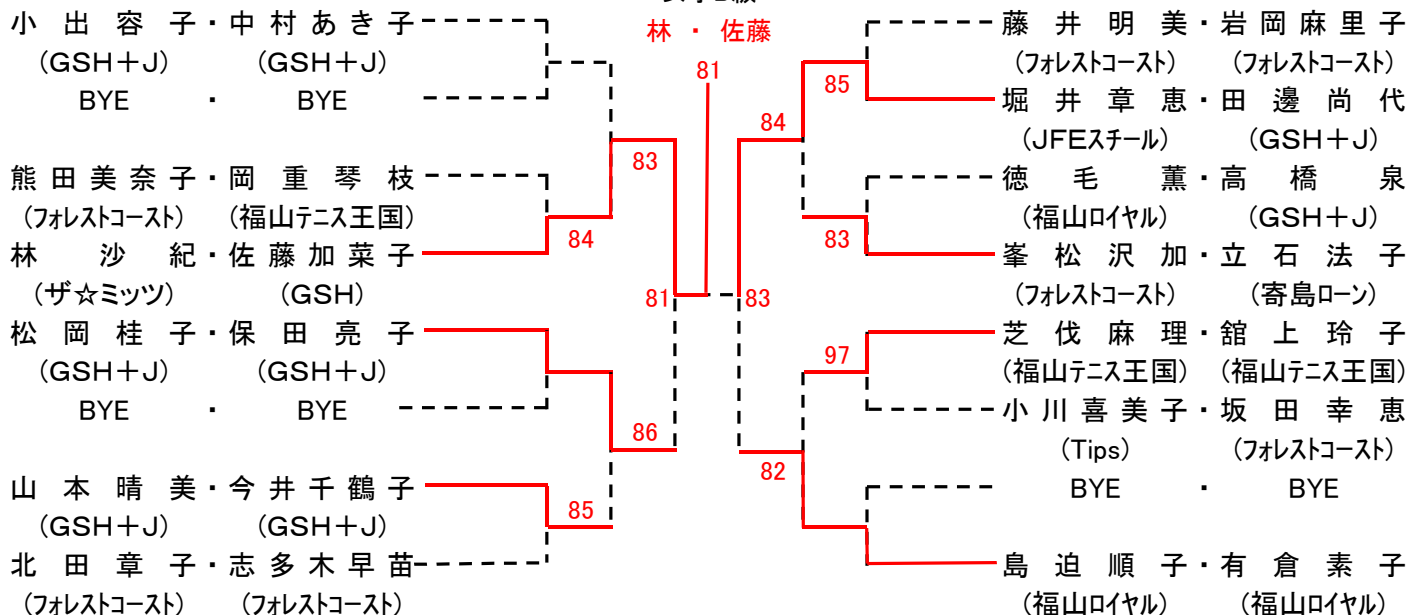 林 ・ 佐藤
81
小出容子・中村あき子
(GSH+J) (GSH+J)
BYE ・ BYE
83
熊田美奈子・岡重琴枝
(フォレストコースト) (福山テニス王国)
84
林沙紀・佐藤加菜子
(ザ☆ミッツ) (GSH)
81
松岡桂子・保田亮子
(GSH+J) (GSH+J)
BYE ・ BYE
86
山本晴美・今井千鶴子
(GSH+J) (GSH+J)
85
北田章子・志多木早苗
(フォレストコースト) (フォレストコースト)
藤井明美・岩岡麻里子
(フォレストコースト) (フォレストコースト)
85
堀井章恵・田邊尚代
(JFEスチール) (GSH+J)
84
徳毛薫・高橋泉
(福山ロイヤル) (GSH+J)
83
峯松沢加・立石法子
(フォレストコースト) (寄島ローン)
83
芝伐麻理・舘上玲子
97
(福山テニス王国) (福山テニス王国)
小川喜美子・坂田幸恵
(Tips) (フォレストコースト)
82
BYE ・ BYE
島迫順子・有倉素子
(福山ロイヤル) (福山ロイヤル)